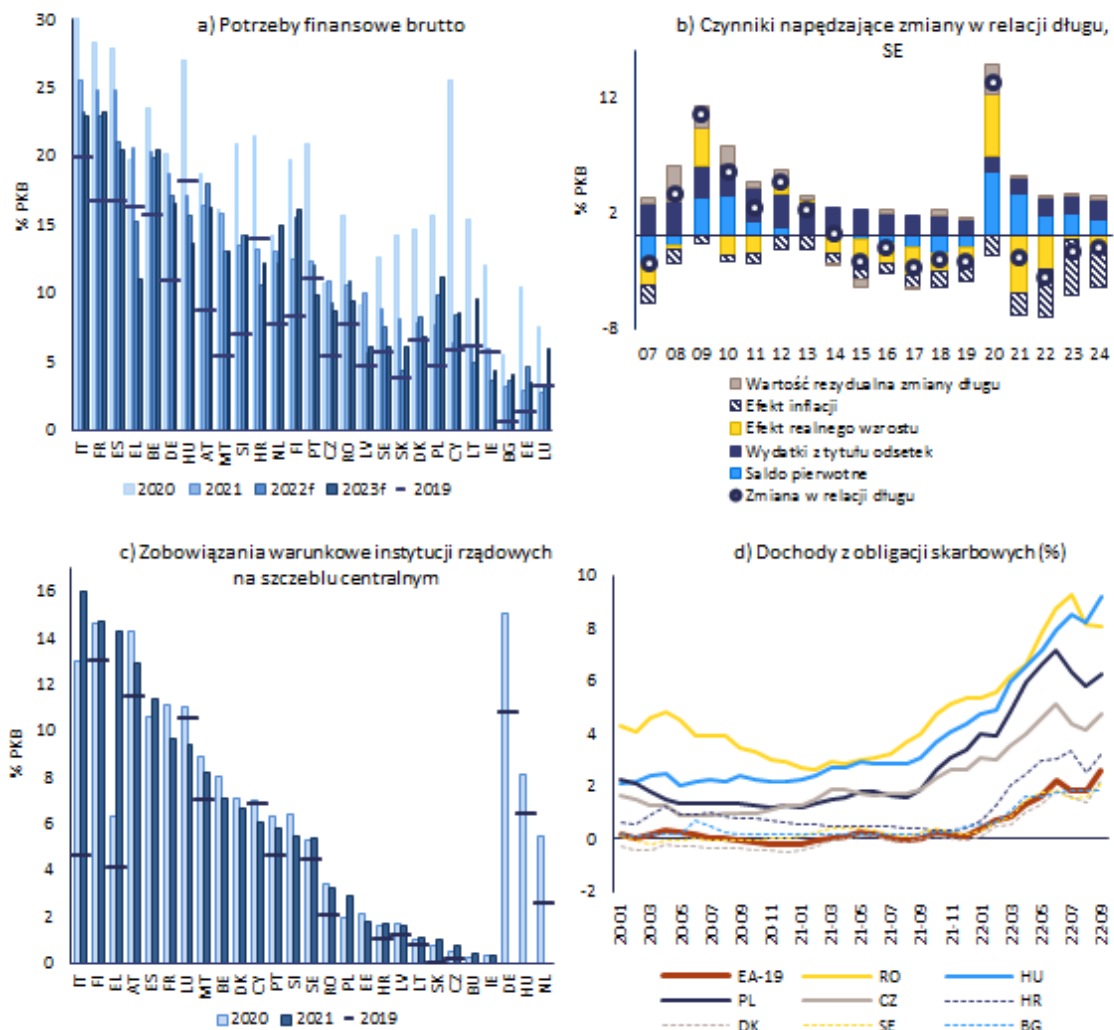 a) Potrzeby finansowe brutto
30
25
20
15
10
5
0
% PKB
IT FR ES EL BE DE HU AT MT SI HR NL FI PT CZ RO LV SE SK DK PL CY LT IE BG EE LU
2020 2021 2022f 2023f 2019
b) Czynniki napędzające zmiany w relacji długu,
SE
12
2
-8
% PKB
07 08 09 10 11 12 13 14 15 16 17 18 19 20 21 22 23 24
Wartość rezydualna zmiany długu
Efekt inflacji
Efekt realnego wzrostu
Wydatki z tytułu odsetek
Saldo pierwotne
Zmiana w relacji długu
c) Zobowiązania warunkowe instytucji rządowych
na szczeblu centralnym
16
14
12
10
8
6
4
2
0
% PKB
IT FI EL AT ES FR LU MT BE DK CY PT SI SE RO PL EE HR LV LT SK CZ BU IE DE HU NL
2020 2021 2019
d) Dochody z obligacji skarbowych (%)
10
8
6
4
2
0
-2
20:01 20:03 20:05 20:07 20:09 20:11 21:01 21:03 21:05 21:07 21:09 21:11 22:01 22:03 22:05 22:07 22:09
EA-19 RO HU
PL CZ HR
DK SE BG